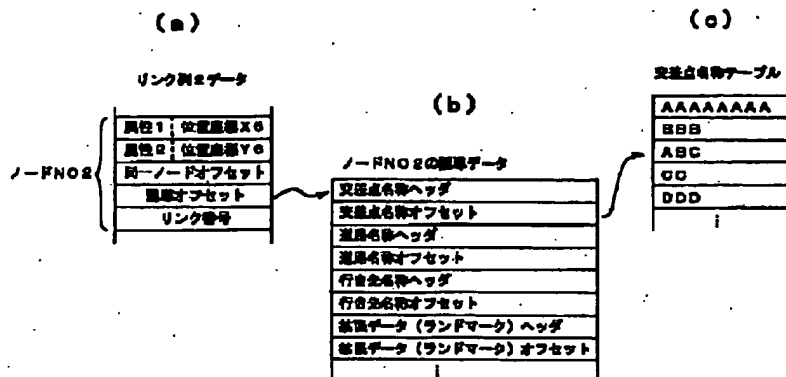 (a)
リンク列2データ
ノードNO2
属性1 位置座標X6
属性2 位置座標Y6
同一ノードオフセット
誘導オフセット
リンク番号
(b)
ノードNO2の誘導データ
交差点名称ヘッダ
交差点名称オフセット
道路名称ヘッダ
道路名称オフセット
行合先名称ヘッダ
行合先名称オフセット
拡張データ(ランドマーク)ヘッダ
拡張データ(ランドマーク)オフセット
(c)
交差点名称テーブル
AAAAAAAA
BBB
ABC
CC
DDD